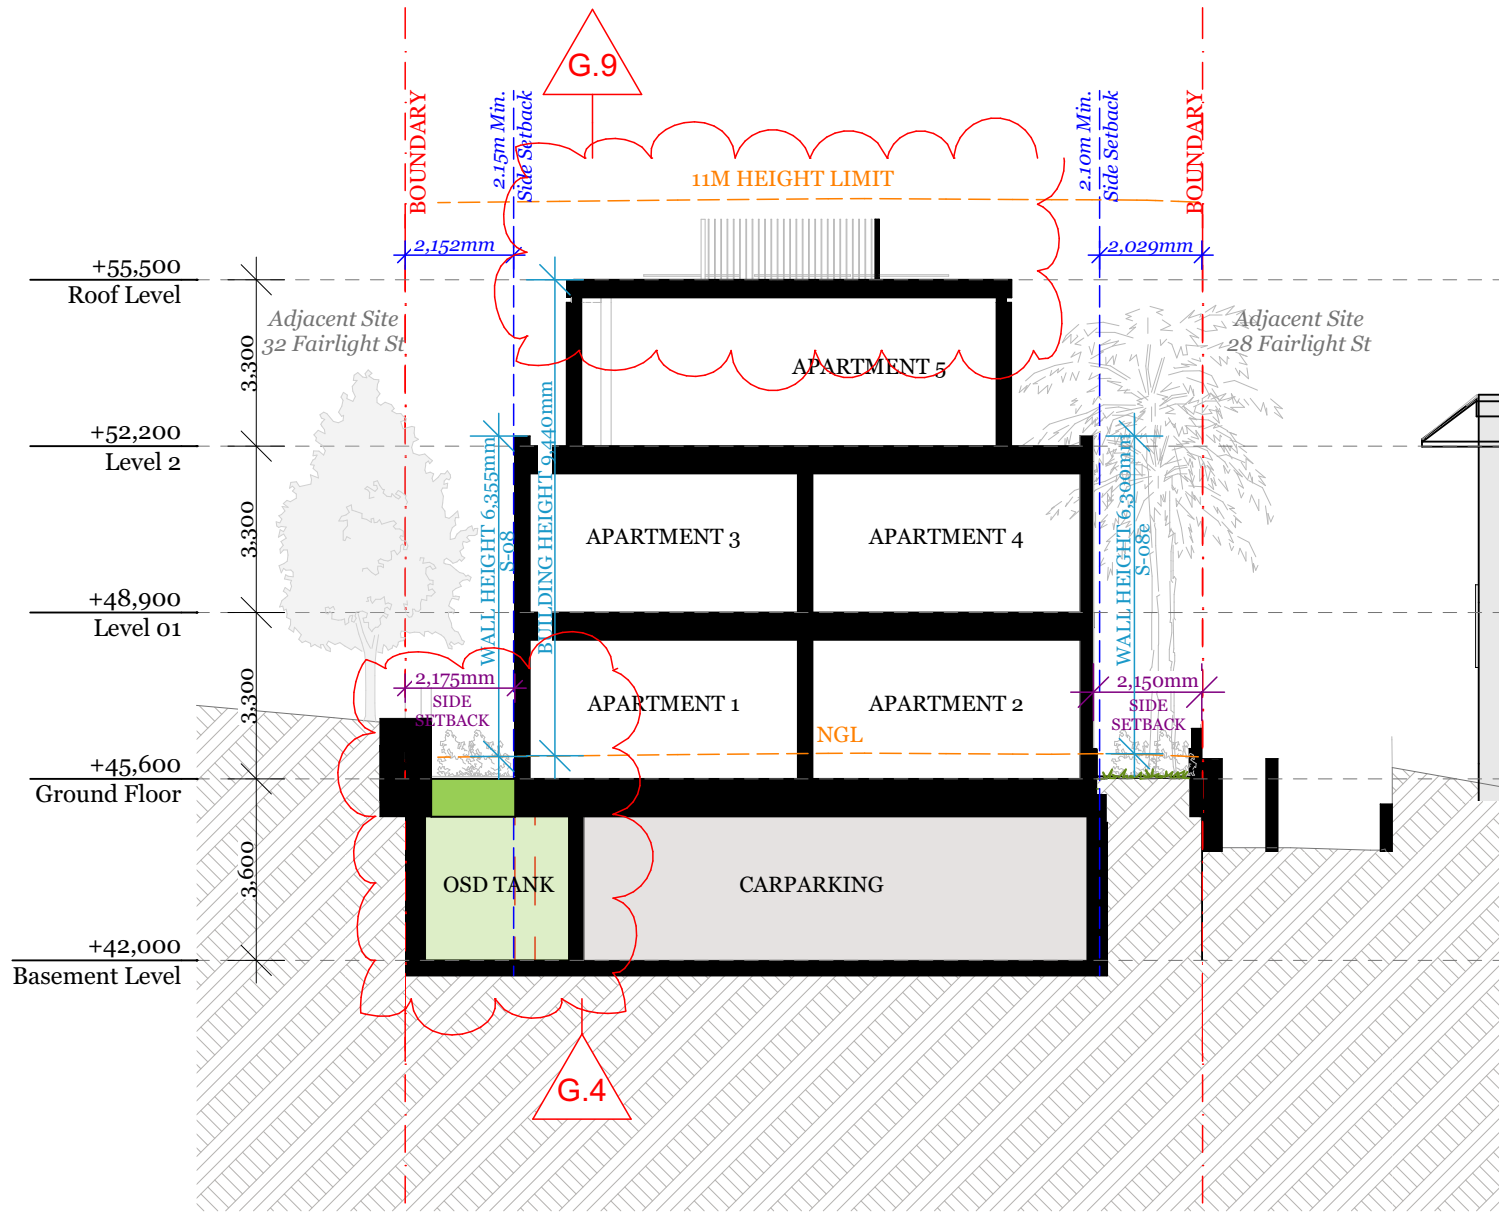 G.9
BOUNDARY
2.15m Min.
Side Setback
11M HEIGHT LIMIT
2.10m Min.
Side Setback
BOUNDARY
2,152mm
2,029mm
+55,500
Roof Level
Adjacent Site
32 Fairlight St
Adjacent Site
28 Fairlight St
3,300
APARTMENT 5
+52,200
Level 2
WALL HEIGHT 6,355mm
S-08
BUILDING HEIGHT 9,440mm
WALL HEIGHT 6,300mm
S-08e
3,300
APARTMENT 3
APARTMENT 4
+48,900
Level 01
3,300
2,175mm
SIDE
SETBACK
APARTMENT 1
APARTMENT 2
2,150mm
SIDE
SETBACK
NGL
+45,600
Ground Floor
3,600
OSD TANK
CARPARKING
+42,000
Basement Level
G.4